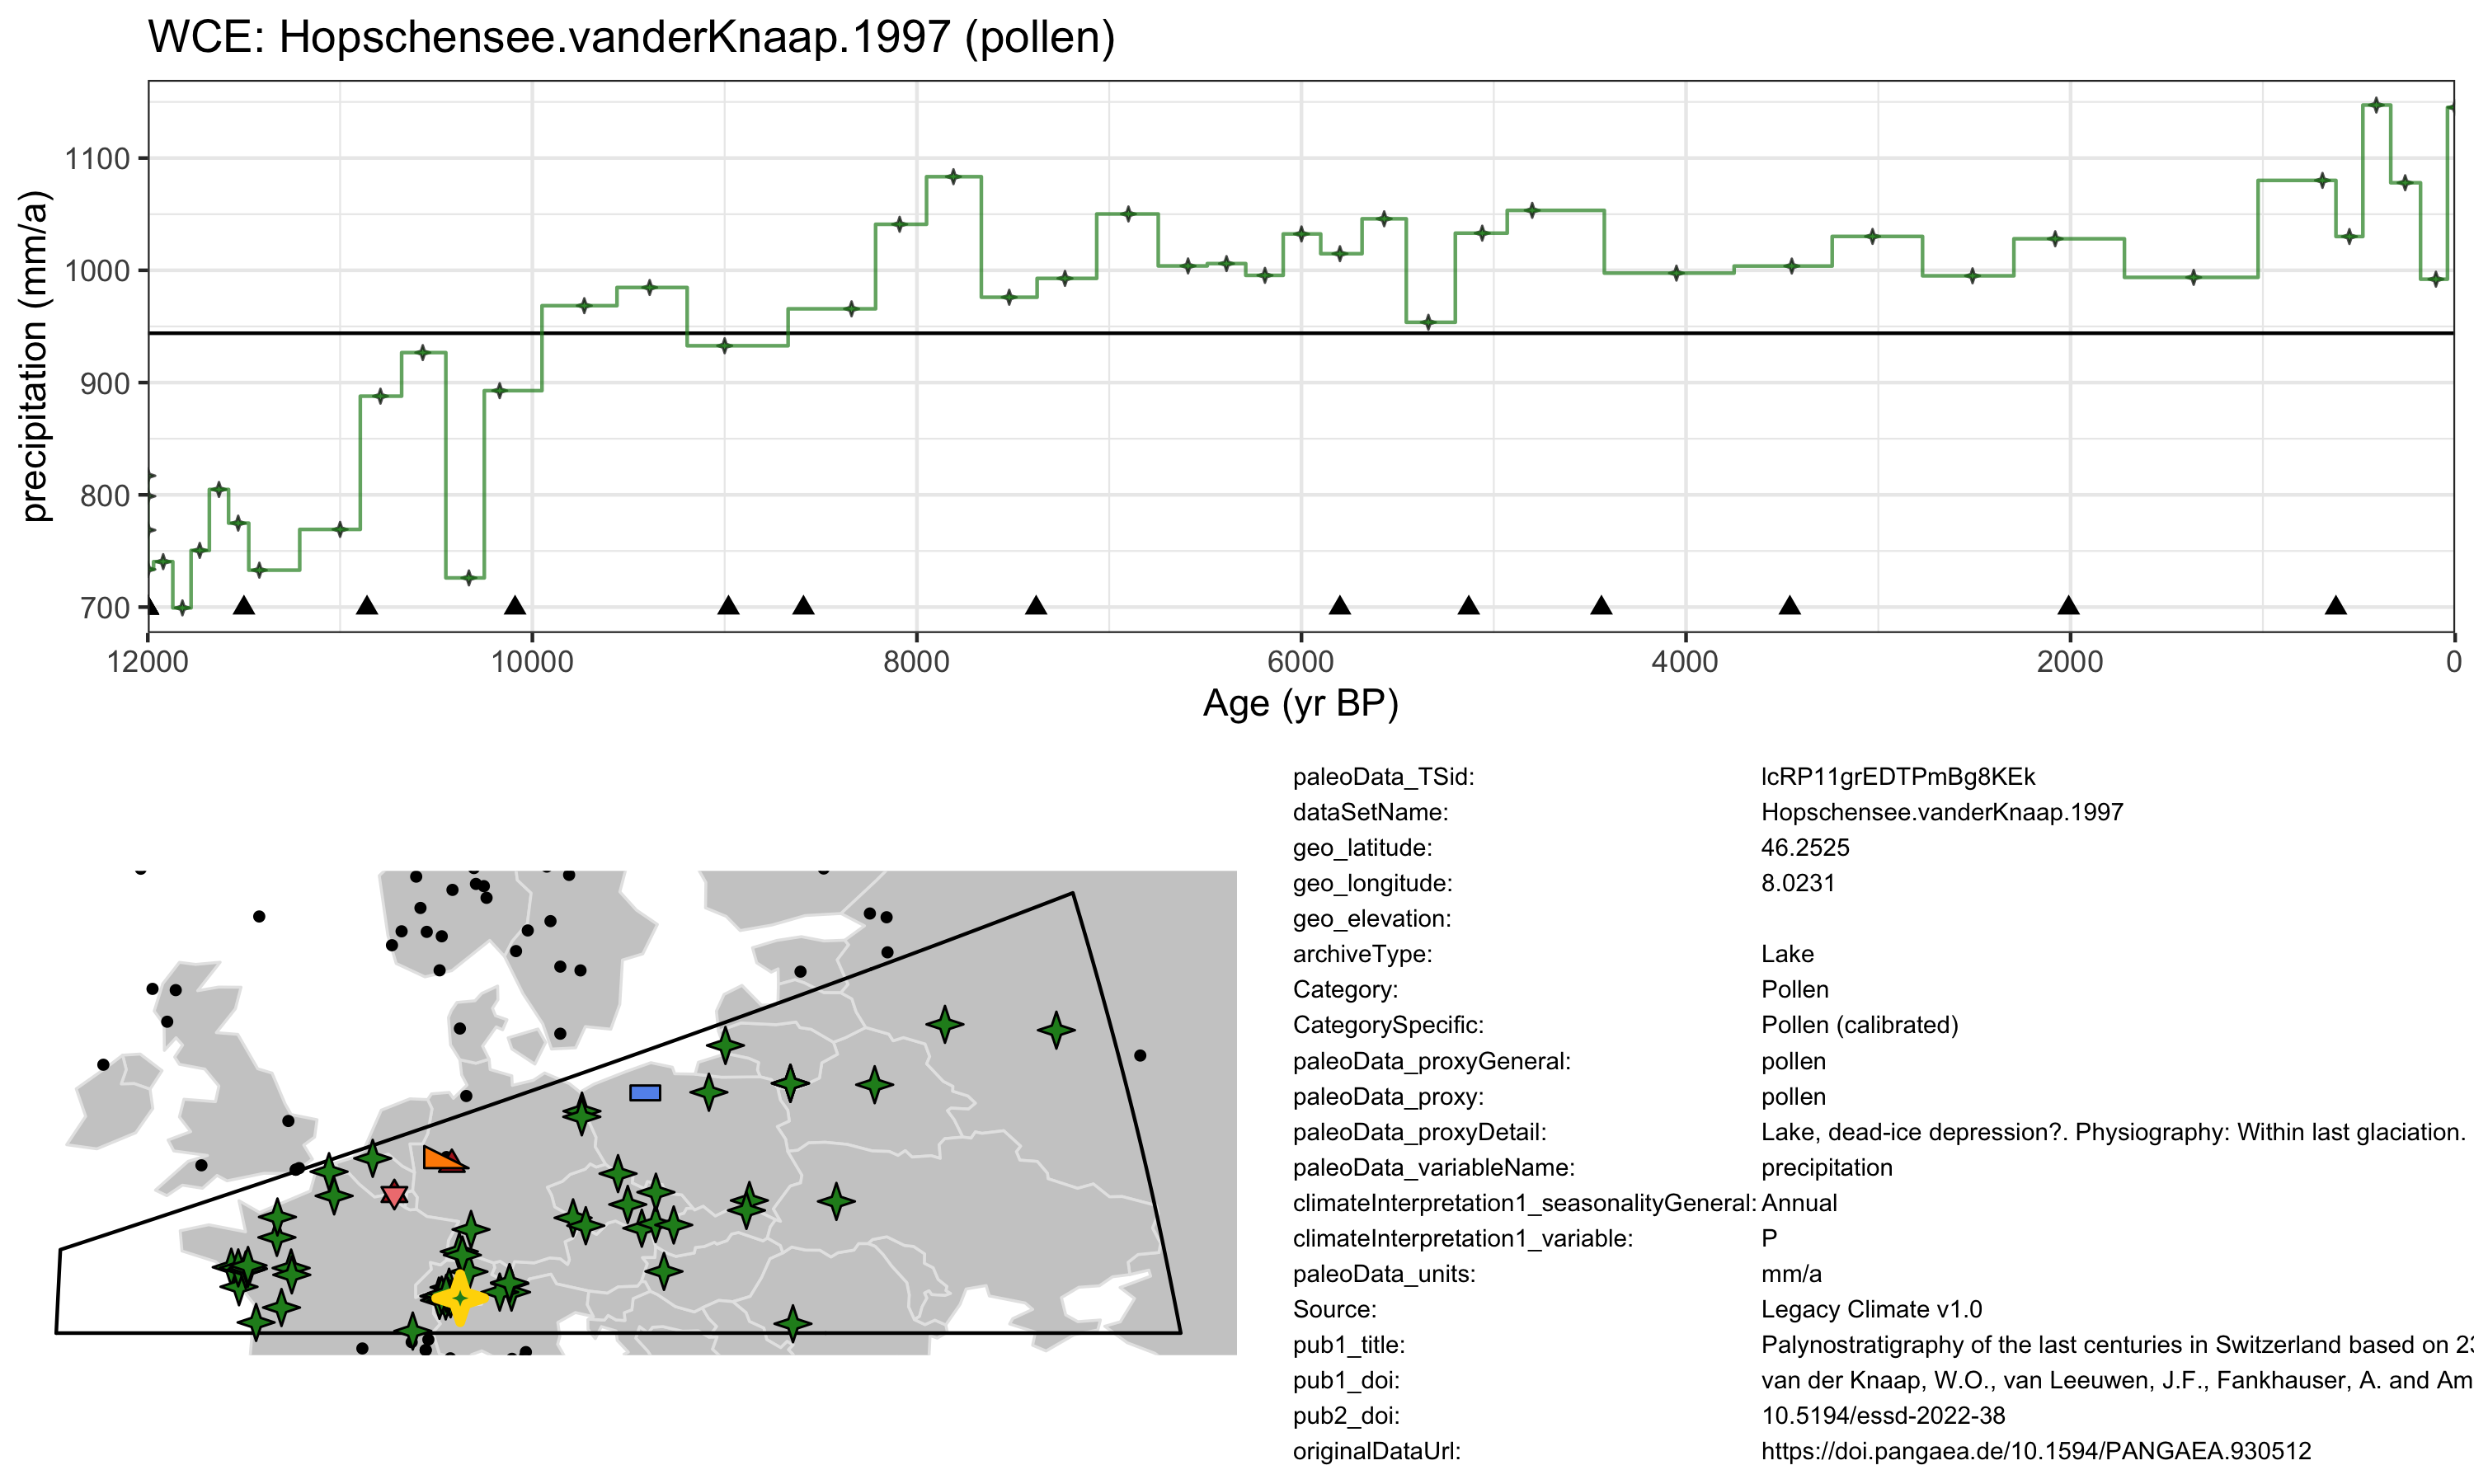 WCE: Hopschensee.vanderKnaap.1997 (pollen)
precipitation (mm/a)
1100
1000
900
800
700
12000 10000 8000 6000 4000 2000 0
Age (yr BP)
paleoData_TSid: lcRP11grEDTPmBg8KEk
dataSetName: Hopschensee.vanderKnaap.1997
geo_latitude: 46.2525
geo_longitude: 8.0231
geo_elevation:
archiveType: Lake
Category: Pollen
CategorySpecific: Pollen (calibrated)
paleoData_proxyGeneral: pollen
paleoData_proxy: pollen
paleoData_proxyDetail: Lake, dead-ice depression?. Physiography: Within last glaciation.
paleoData_variableName: precipitation
climateInterpretation1_seasonalityGeneral: Annual
climateInterpretation1_variable: P
paleoData_units: mm/a
Source: Legacy Climate v1.0
pub1_title: Palynostratigraphy of the last centuries in Switzerland based on
pub1_doi: van der Knaap, W.O., van Leeuwen, J.F., Fankhauser, A. and Am
pub2_doi: 10.5194/essd-2022-38
originalDataUrl: https://doi.pangaea.de/10.1594/PANGAEA.930512